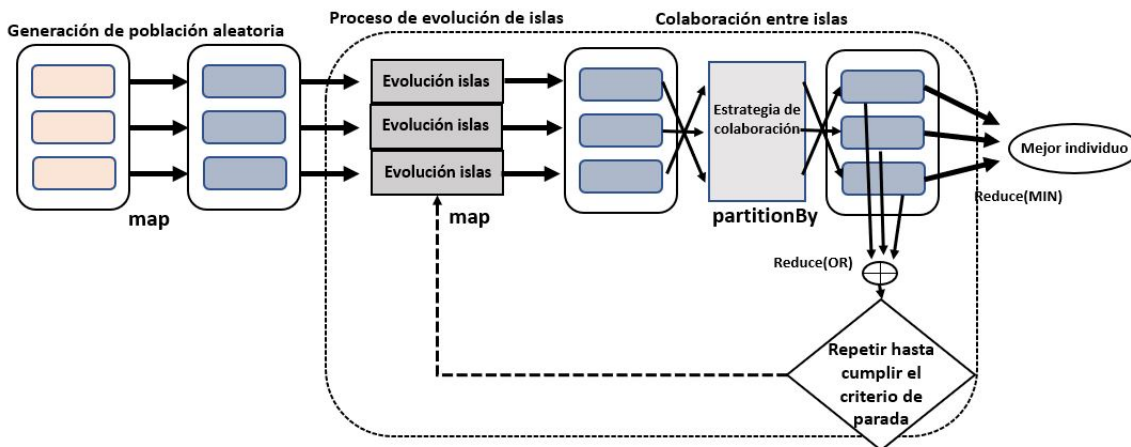 Generación de población aleatoria
Proceso de evolución de islas
Colaboración entre islas
Evolución islas
Evolución islas
Evolución islas
Estrategia de
colaboración
Mejor individuo
map
map
partitionBy
Reduce(MIN)
Reduce(OR)
Repetir hasta
cumplir el
criterio de
parada